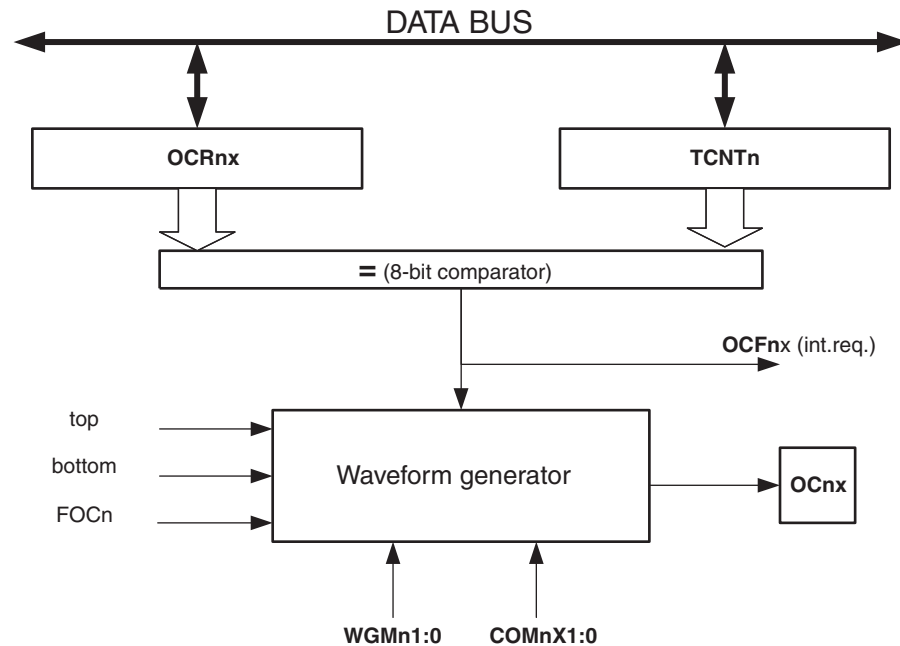 DATA BUS
OCRnx
TCNTn
= (8-bit comparator)
OCFnx (int.req.)
top
bottom
FOCn
Waveform generator
OCnx
WGMn1:0
COMnX1:0